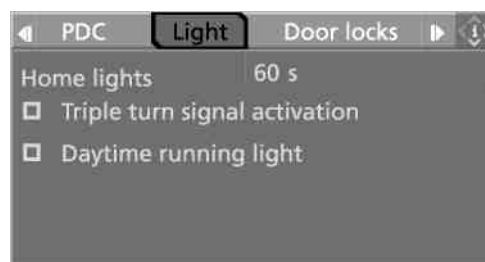 PDC Light Door locks i
Home lights 60 s
Triple turn signal activation
Daytime running light